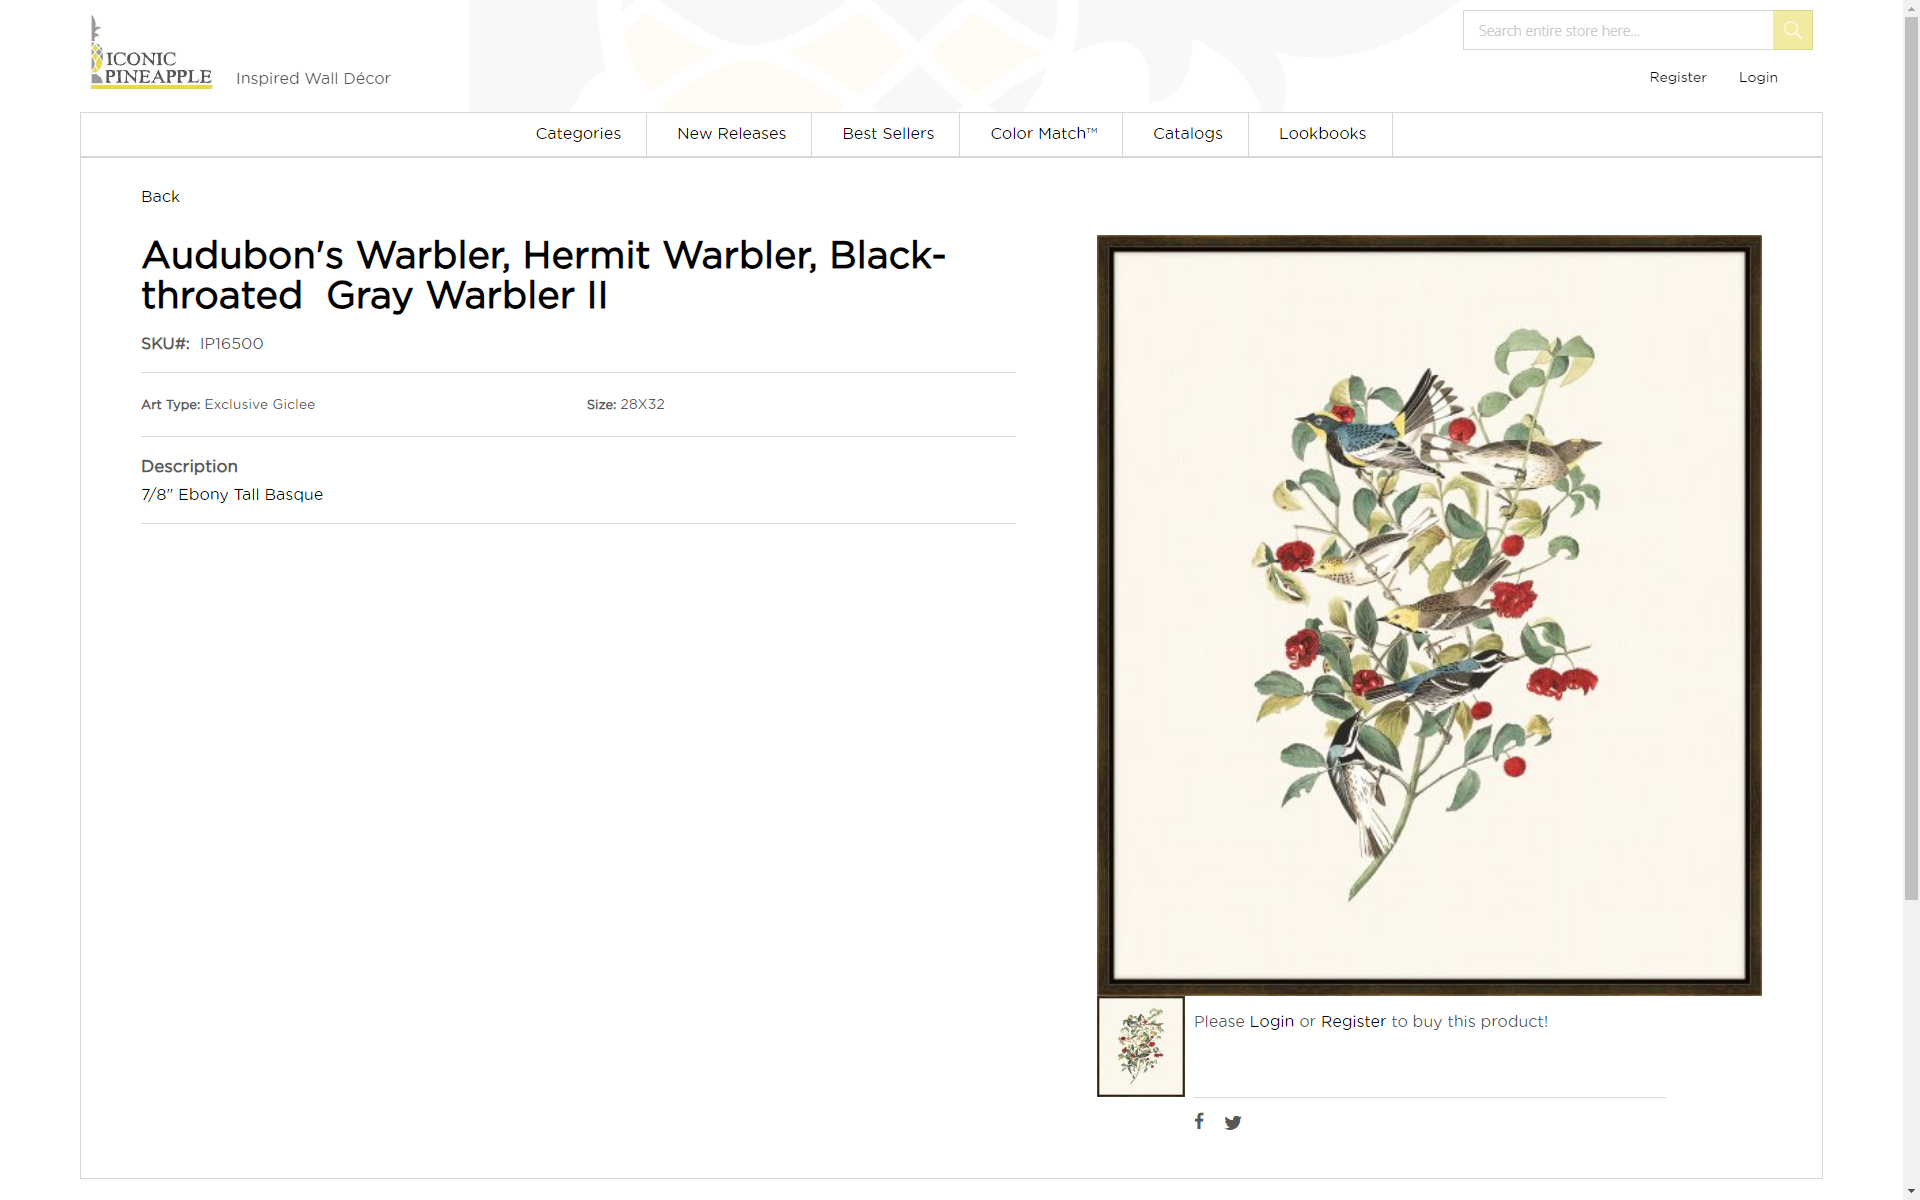 ICONIC
PINEAPPLE
Inspired Wall Décor
Search entire store here...
Register
Login
Categories
New Releases
Best Sellers
Color Match™
Catalogs
Lookbooks
Back
Audubon's Warbler, Hermit Warbler, Black-
throated  Gray Warbler II
SKU#: IP16500
Art Type: Exclusive Giclee
Size: 28X32
Description
7/8" Ebony Tall Basque
Please Login or Register to buy this product!